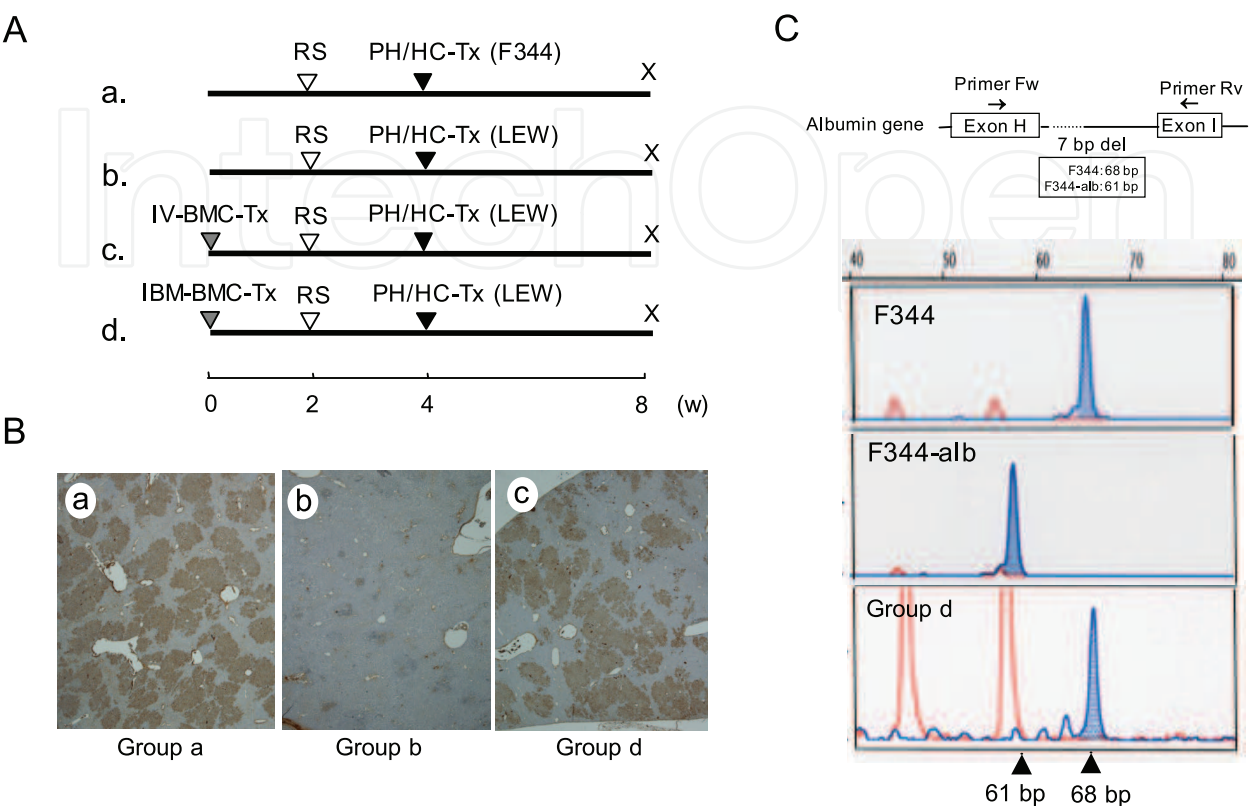 A
RS PH/HC-Tx (F344) X
a.
RS PH/HC-Tx (LEW) X
b.
IV-BMC-Tx RS PH/HC-Tx (LEW) X
c.
IBM-BMC-Tx RS PH/HC-Tx (LEW) X
d.
0 2 4 8 (w)
B
a b c
Group a Group b Group d
C
Primer Fw Primer Rv
Albumin gene Exon H Exon I
7 bp del
F344:68 bp
F344-alb:61 bp
40 50 60 70 80
F344
F344-alb
Group d
61 bp 68 bp
IntechOpen